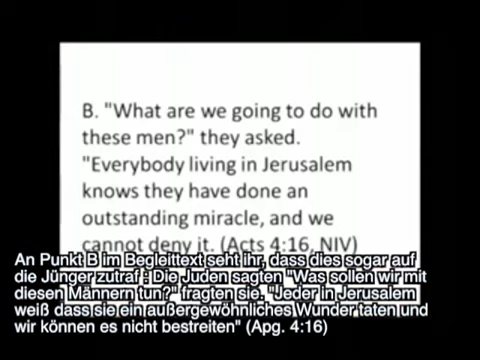 B. "What are we going to do with
these men?" they asked.
"Everybody living in Jerusalem
knows they have done an
outstanding miracle, and we
cannot deny it. (Acts 4:16, NIV)
An Punkt B im Begleittext seht ihr, dass dies sogar auf
die Jünger zutraf : Die Juden sagten "Was sollen wir mit
diesen Männern tun?" fragten sie. "Jeder in Jerusalem
weiß dass sie ein außergewöhnliches Wunder taten und
wir können es nicht bestreiten" (Apg. 4:16)